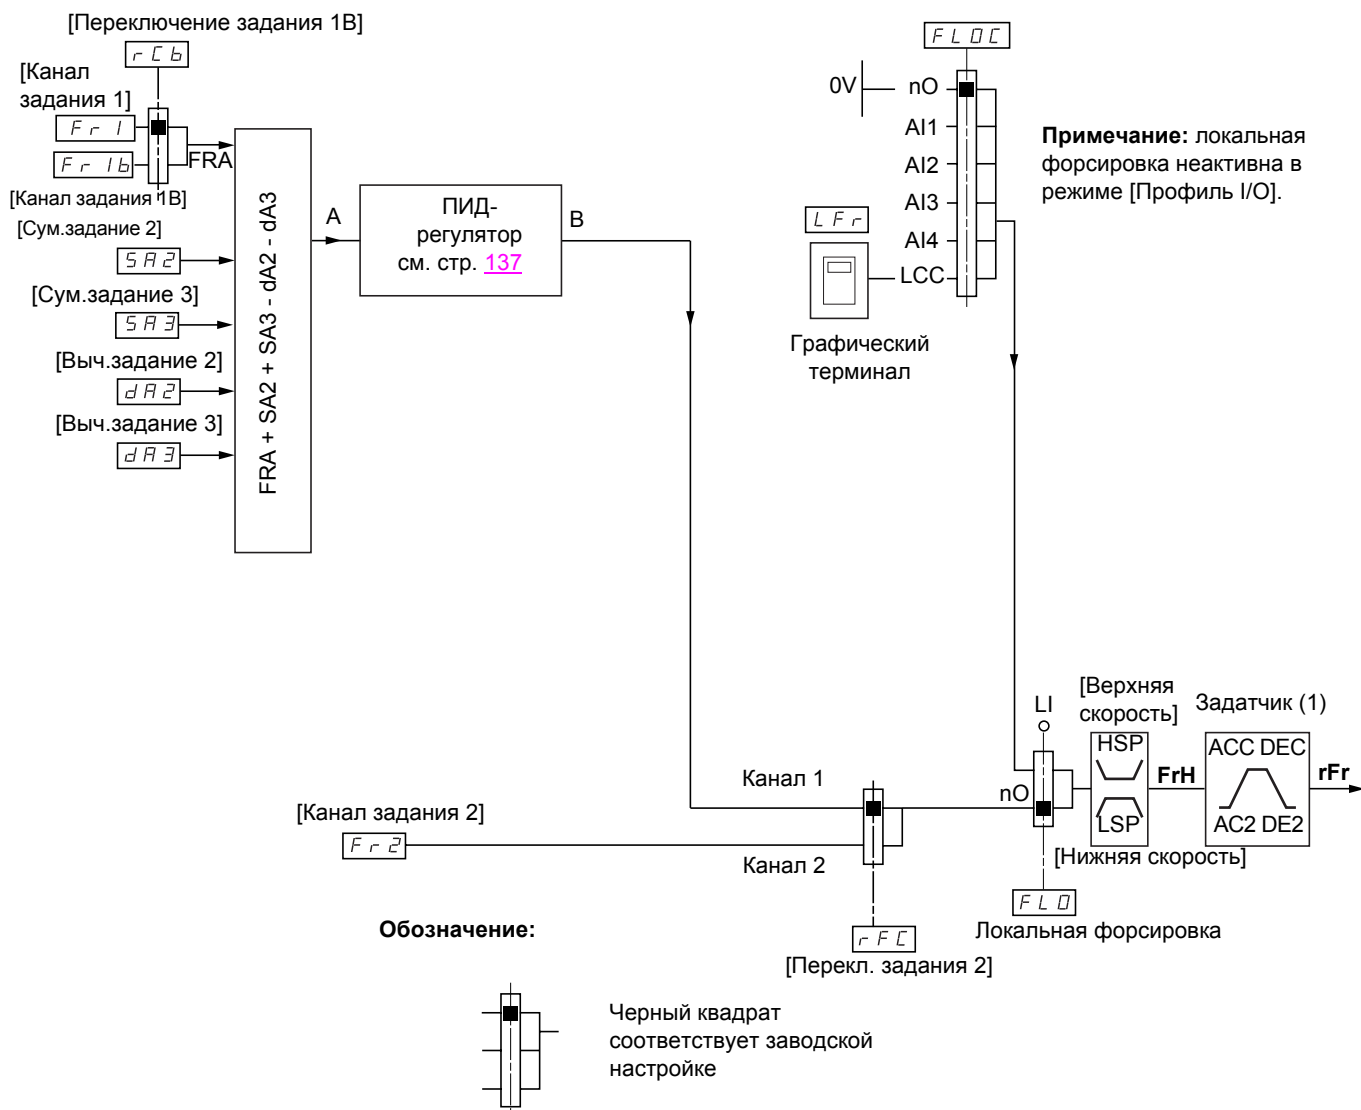 [Переключение задания 1B]
rCb
[Канал
задания 1]
Fr1
Fr1b
FRA
[Канал задания 1B]
[Сум.задание 2]
SA2
[Сум.задание 3]
SA3
[Выч.задание 2]
dA2
[Выч.задание 3]
dA3
FRA + SA2 + SA3 - dA2 - dA3
A
ПИД-
регулятор
см. стр. 137
B
FLOC
0V
nO
AI1
AI2
AI3
AI4
LCC
LFr
Графический
терминал
Примечание: локальная
форсировка неактивна в
режиме [Профиль I/O].
[Канал задания 2]
Fr2
Канал 1
Канал 2
rFC
[Перекл. задания 2]
LI
nO
FLO
Локальная форсировка
[Верхняя
скорость]
HSP
LSP
[Нижняя скорость]
FrH
Задатчик (1)
ACC DEC
AC2 DE2
rFr
Обозначение:
Черный квадрат
соответствует заводской
настройке